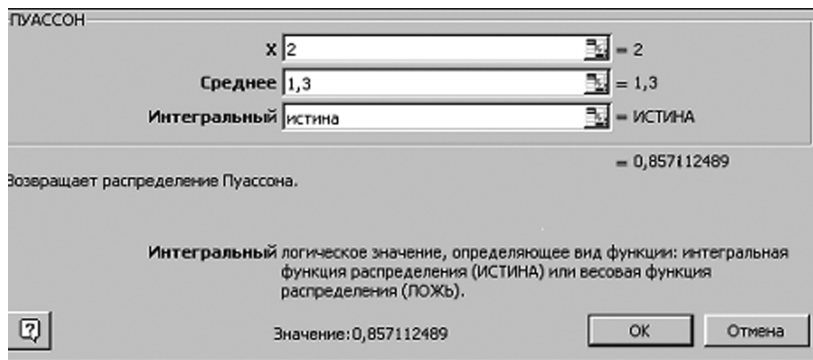 ПУАССОН
X 2 = 2
Среднее 1,3 = 1,3
Интегральный истина = ИСТИНА
= 0,857112489
Возвращает распределение Пуассона.
Интегральный логическое значение, определяющее вид функции: интегральная
функция распределения (ИСТИНА) или весовая функция
распределения (ЛОЖЬ).
Значение:0,857112489 OK Отмена